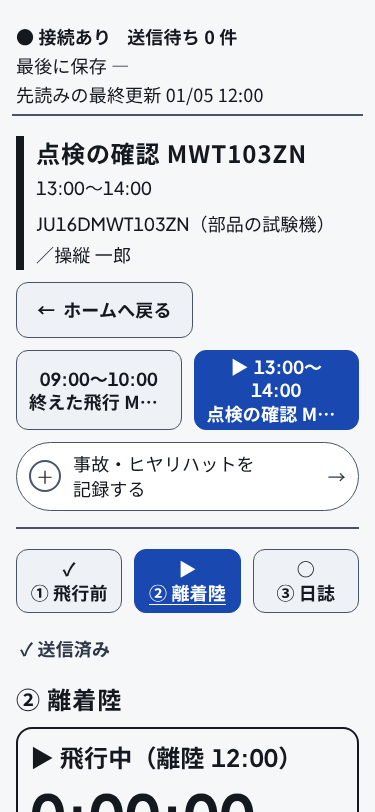 ● 接続あり 送信待ち 0 件
最後に保存 —
先読みの最終更新 01/05 12:00
点検の確認 MWT103ZN
13:00〜14:00
JU16DMWT103ZN（部品の試験機）
／操縦 一郎
← ホームへ戻る
09:00〜10:00
終えた飛行 M…
▶ 13:00〜
14:00
点検の確認 M…
事故・ヒヤリハットを
記録する
→
✓
① 飛行前
▶
② 離着陸
○
③ 日誌
✓ 送信済み
② 離着陸
▶ 飛行中（離陸 12:00）
0:00:00